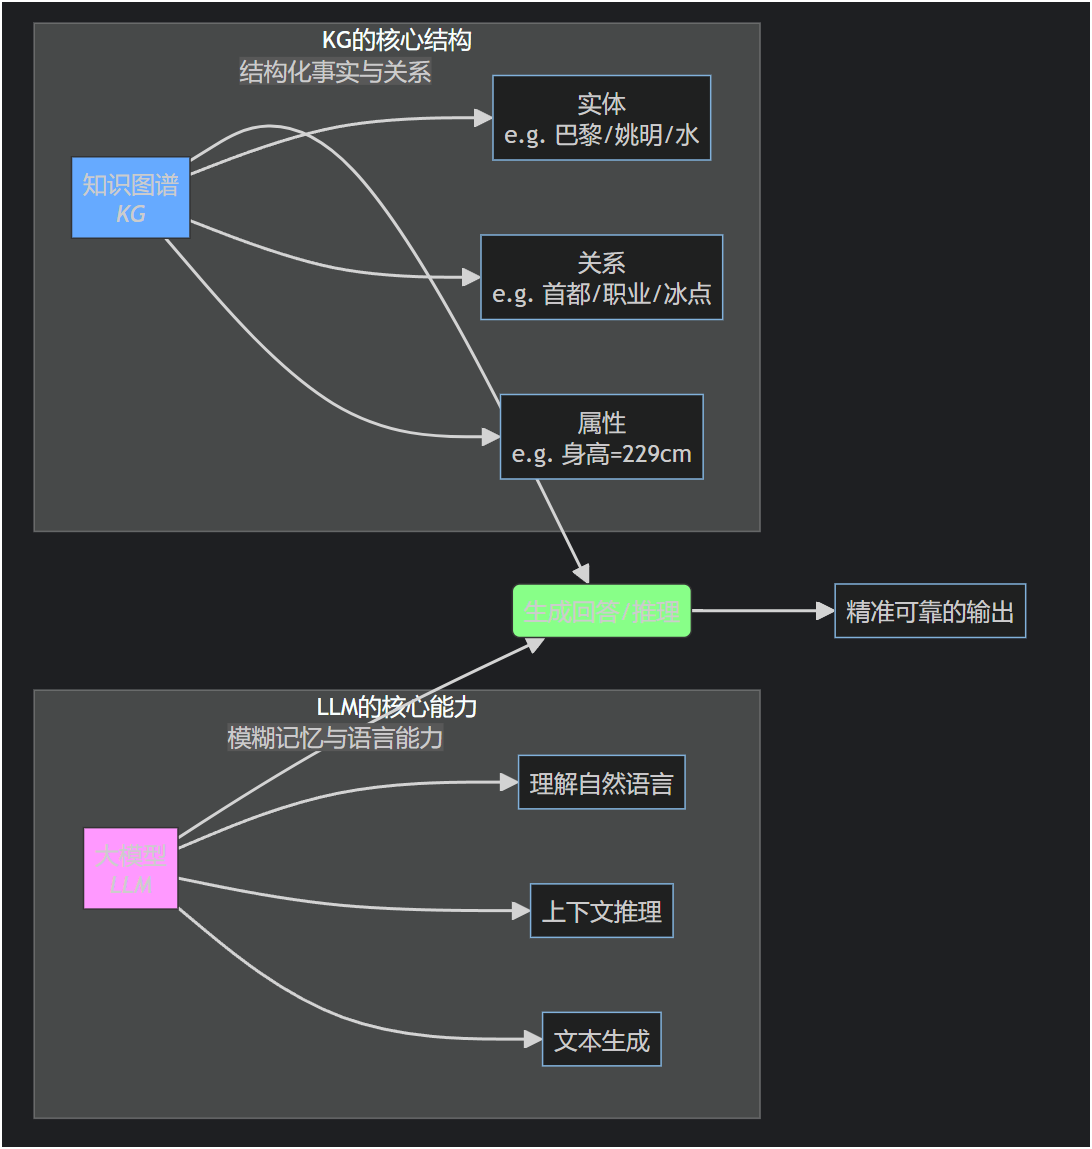 KG的核心结构
结构化事实与关系
实体
e.g. 巴黎/姚明/水
知识图谱
KG
关系
e.g. 首都/职业/冰点
属性
e.g. 身高=229cm
生成回答/推理
精准可靠的输出
LLM的核心能力
模糊记忆与语言能力
理解自然语言
大模型
LLM
上下文推理
文本生成